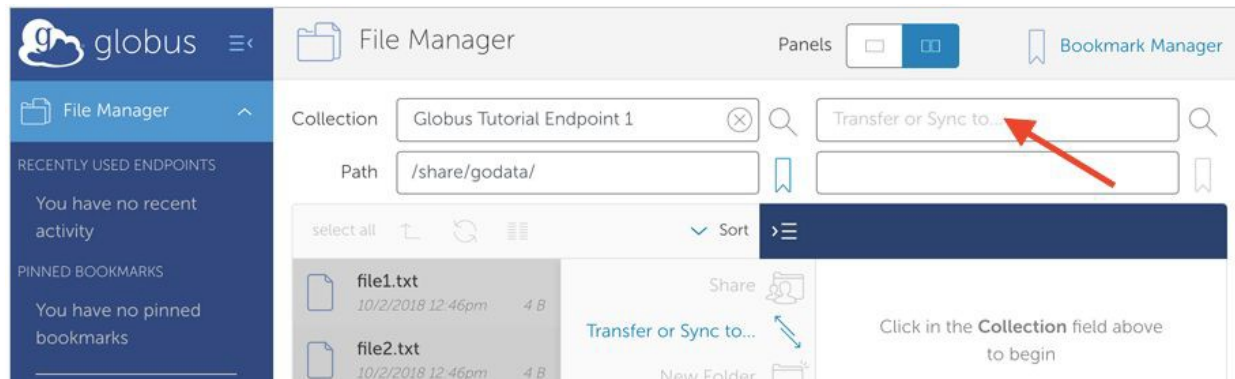 globus
File Manager
Panels
Bookmark Manager
File Manager
RECENTLY USED ENDPOINTS
You have no recent
activity
PINNED BOOKMARKS
You have no pinned
bookmarks
Collection
Globus Tutorial Endpoint 1
Transfer or Sync to...
Path
/share/godata/
select all
Sort
file1.txt
10/2/2018 12:46pm 4 B
file2.txt
10/2/2018 12:46pm 4 B
Share
Transfer or Sync to...
New Folder
Click in the Collection field above
to begin